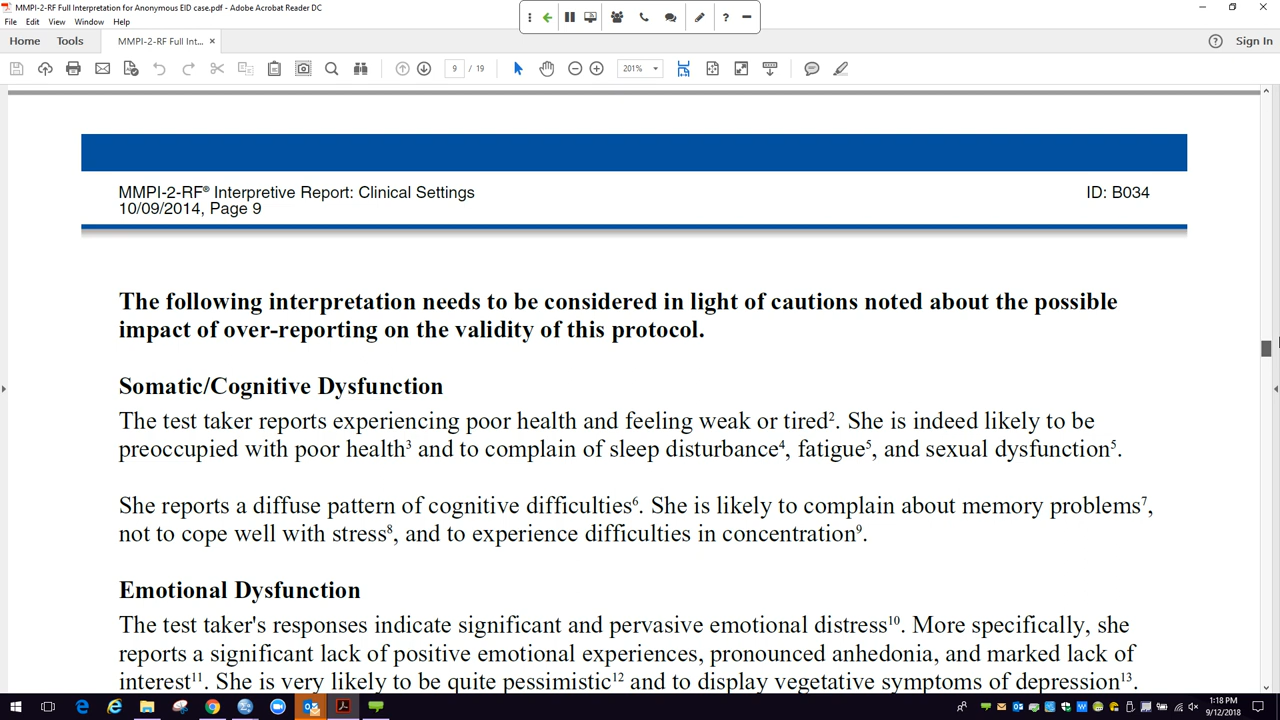 MMPI-2-RF Full Interpretation for Anonymous EID case.pdf - Adobe Acrobat Reader DC
File Edit View Window Help
Home Tools MMPI-2-RF Full Int... × Sign In
9 / 19 201%
MMPI-2-RF® Interpretive Report: Clinical Settings ID: B034
10/09/2014, Page 9
The following interpretation needs to be considered in light of cautions noted about the possible
impact of over-reporting on the validity of this protocol.
Somatic/Cognitive Dysfunction
The test taker reports experiencing poor health and feeling weak or tired². She is indeed likely to be
preoccupied with poor health³ and to complain of sleep disturbance⁴, fatigue⁵, and sexual dysfunction⁵.
She reports a diffuse pattern of cognitive difficulties⁶. She is likely to complain about memory problems⁷,
not to cope well with stress⁸, and to experience difficulties in concentration⁹.
Emotional Dysfunction
The test taker's responses indicate significant and pervasive emotional distress¹⁰. More specifically, she
reports a significant lack of positive emotional experiences, pronounced anhedonia, and marked lack of
interest¹¹. She is very likely to be quite pessimistic¹² and to display vegetative symptoms of depression¹³.
1:18 PM
9/12/2018